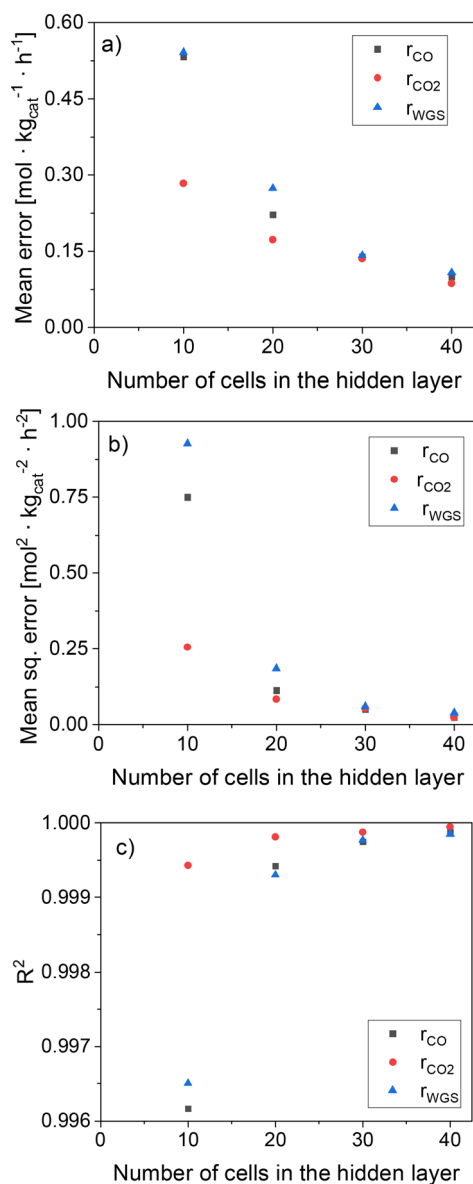 a)
r_CO
r_CO2
r_WGS
Mean error [mol · kg_cat^-1 · h^-1]
0.60
0.45
0.30
0.15
0.00
0 10 20 30 40
Number of cells in the hidden layer
b)
r_CO
r_CO2
r_WGS
Mean sq. error [mol^2 · kg_cat^-2 · h^-2]
1.00
0.75
0.50
0.25
0.00
0 10 20 30 40
Number of cells in the hidden layer
c)
R^2
1.000
0.999
0.998
0.997
0.996
r_CO
r_CO2
r_WGS
0 10 20 30 40
Number of cells in the hidden layer